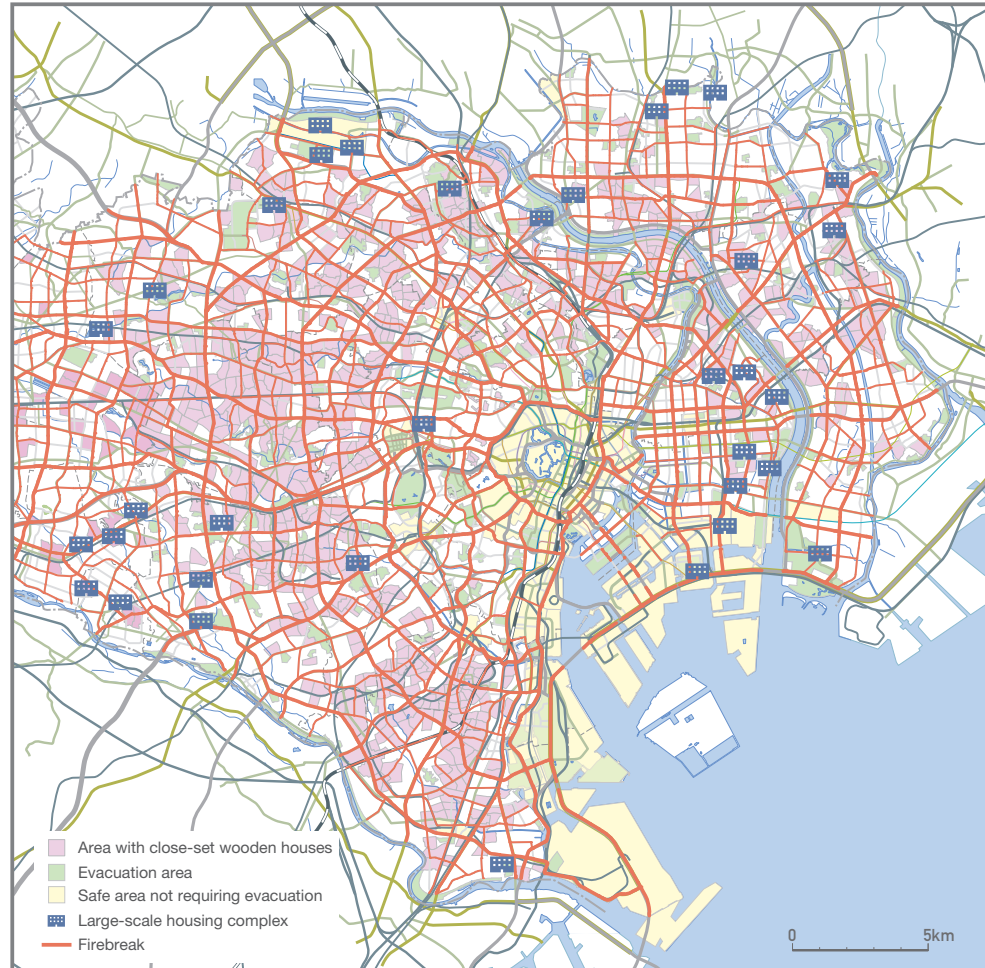 Area with close-set wooden houses
Evacuation area
Safe area not requiring evacuation
Large-scale housing complex
Firebreak
0 5km